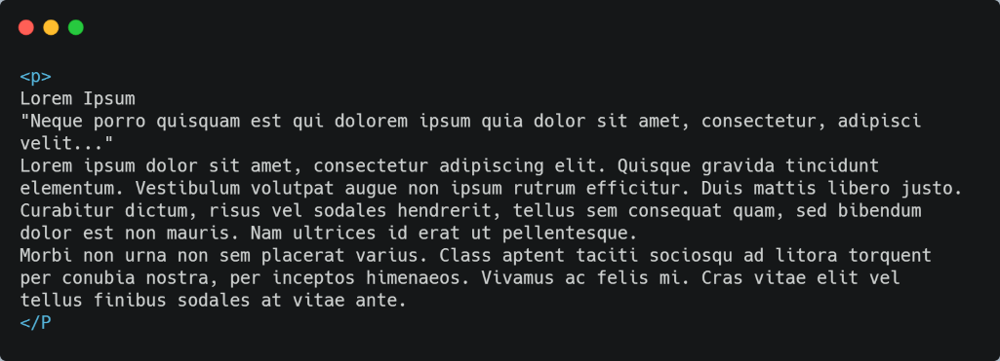 <p>
Lorem Ipsum
"Neque porro quisquam est qui dolorem ipsum quia dolor sit amet, consectetur, adipisci
velit..."
Lorem ipsum dolor sit amet, consectetur adipiscing elit. Quisque gravida tincidunt
elementum. Vestibulum volutpat augue non ipsum rutrum efficitur. Duis mattis libero justo.
Curabitur dictum, risus vel sodales hendrerit, tellus sem consequat quam, sed bibendum
dolor est non mauris. Nam ultrices id erat ut pellentesque.
Morbi non urna non sem placerat varius. Class aptent taciti sociosqu ad litora torquent
per conubia nostra, per inceptos himenaeos. Vivamus ac felis mi. Cras vitae elit vel
tellus finibus sodales at vitae ante.
</P